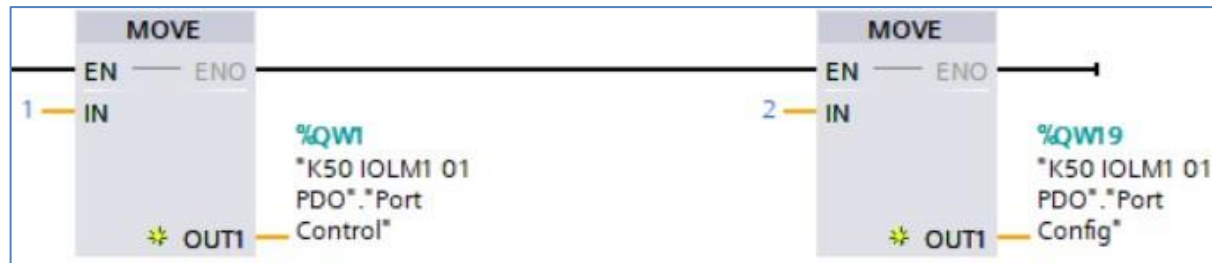 MOVE
EN ENO
1 IN
%QW1
"K50 IOLM1 01
PDO"."Port
Control"
OUT1
MOVE
EN ENO
2 IN
%QW19
"K50 IOLM1 01
PDO"."Port
Config"
OUT1